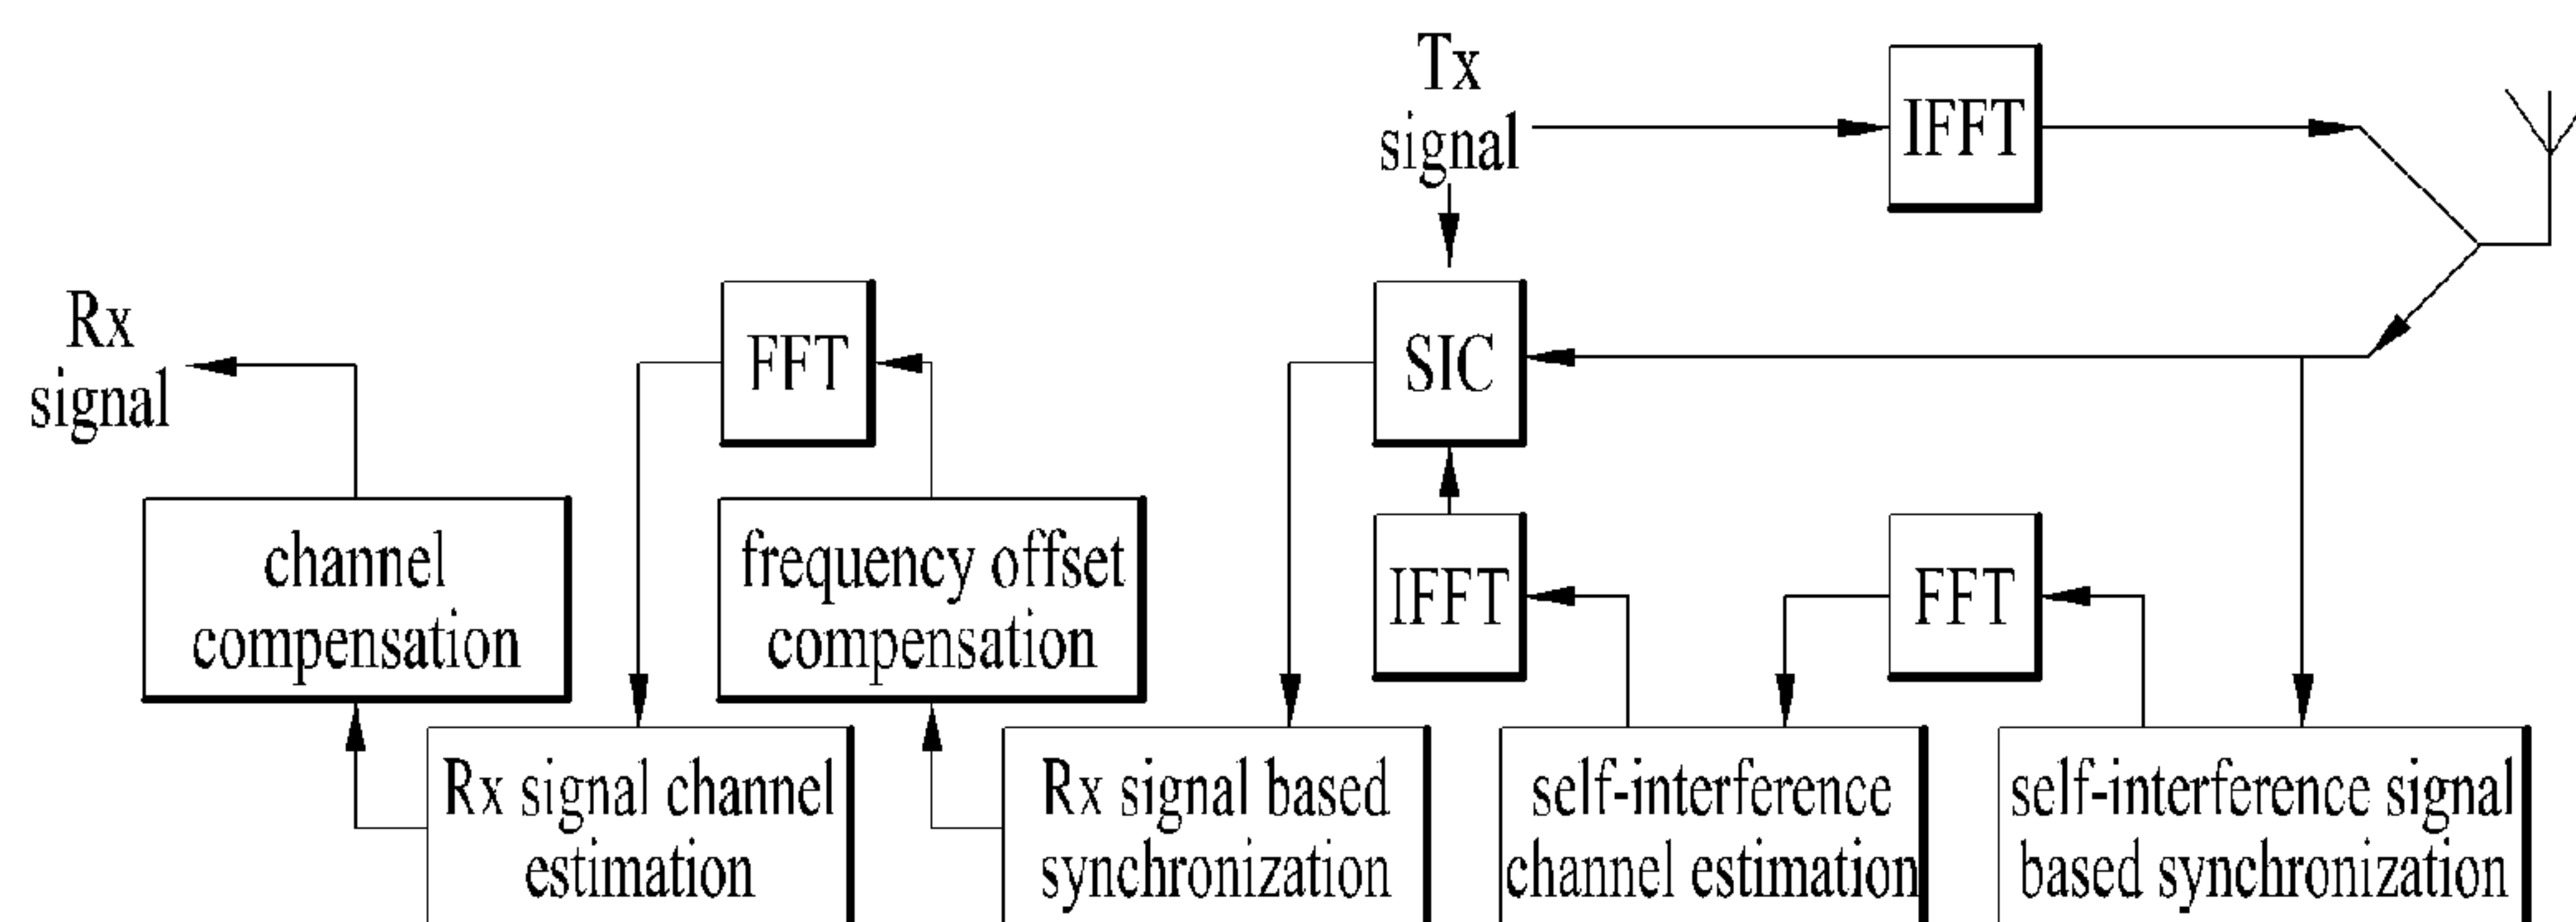 Tx
signal
IFFT
Rx
signal
FFT
SIC
channel
compensation
frequency offset
compensation
IFFT
FFT
Rx signal channel
estimation
Rx signal based
synchronization
self-interference
channel estimation
self-interference signal
based synchronization